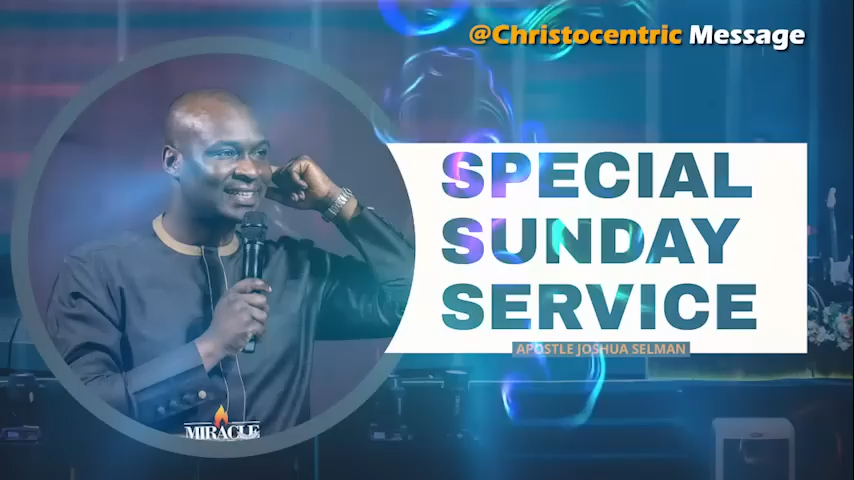 @Christocentric Message
SPECIAL
SUNDAY
SERVICE
APOSTLE JOSHUA SELMAN
MIRACLE